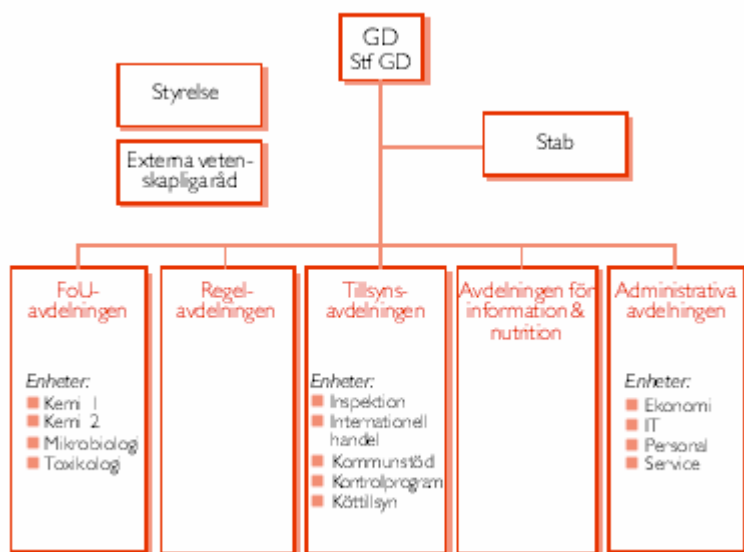 GD
Stf GD
Styrelse
Stab
Externa veten-
skapliga råd
FoU-
avdelningen
Enheter:
Kemi 1
Kemi 2
Mikrobiologi
Toxikologi
Regel-
avdelningen
Tillsyns-
avdelningen
Enheter:
Inspektion
Internationell
handel
Kommunstöd
Kontrolprogram
Köttillsyn
Avdelningen för
information &
nutrition
Administrativa
avdelningen
Enheter:
Ekonomi
IT
Personal
Service